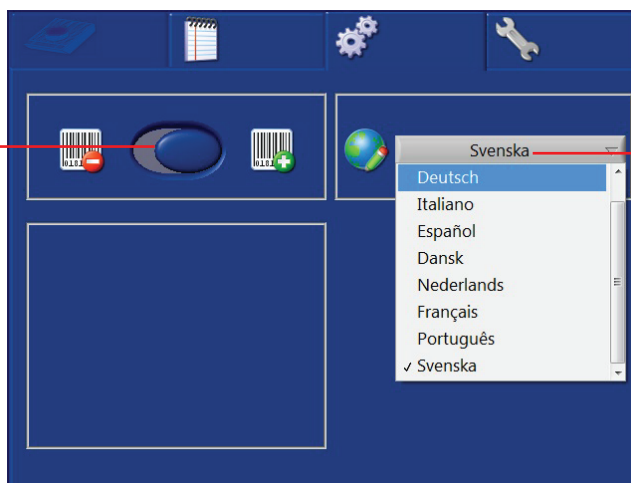 Svenska
Deutsch
Italiano
Español
Dansk
Nederlands
Français
Português
✓ Svenska